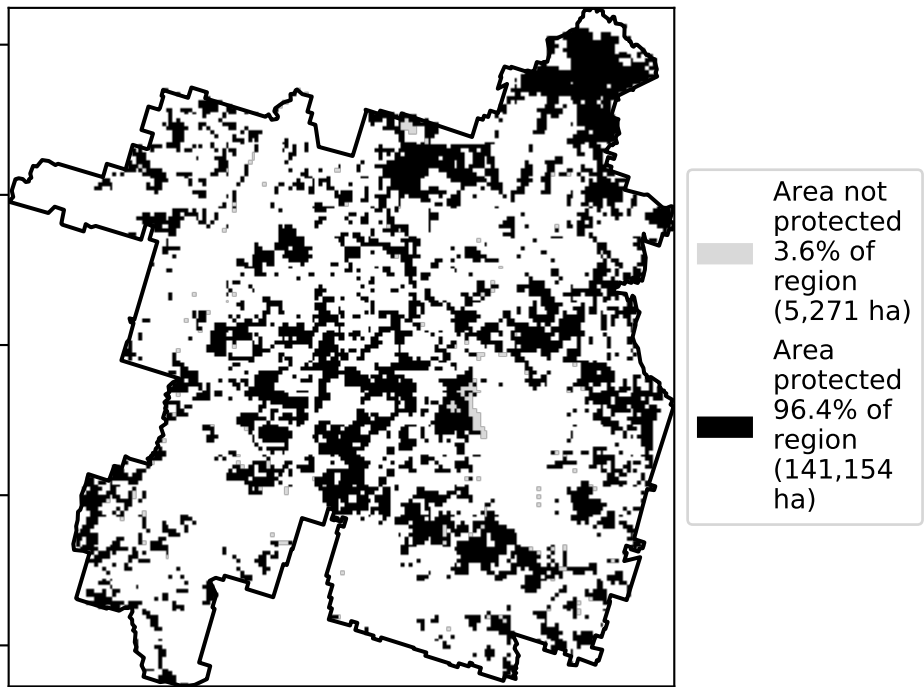 Area not
protected
3.6% of
region
(5,271 ha)
Area
protected
96.4% of
region
(141,154
ha)